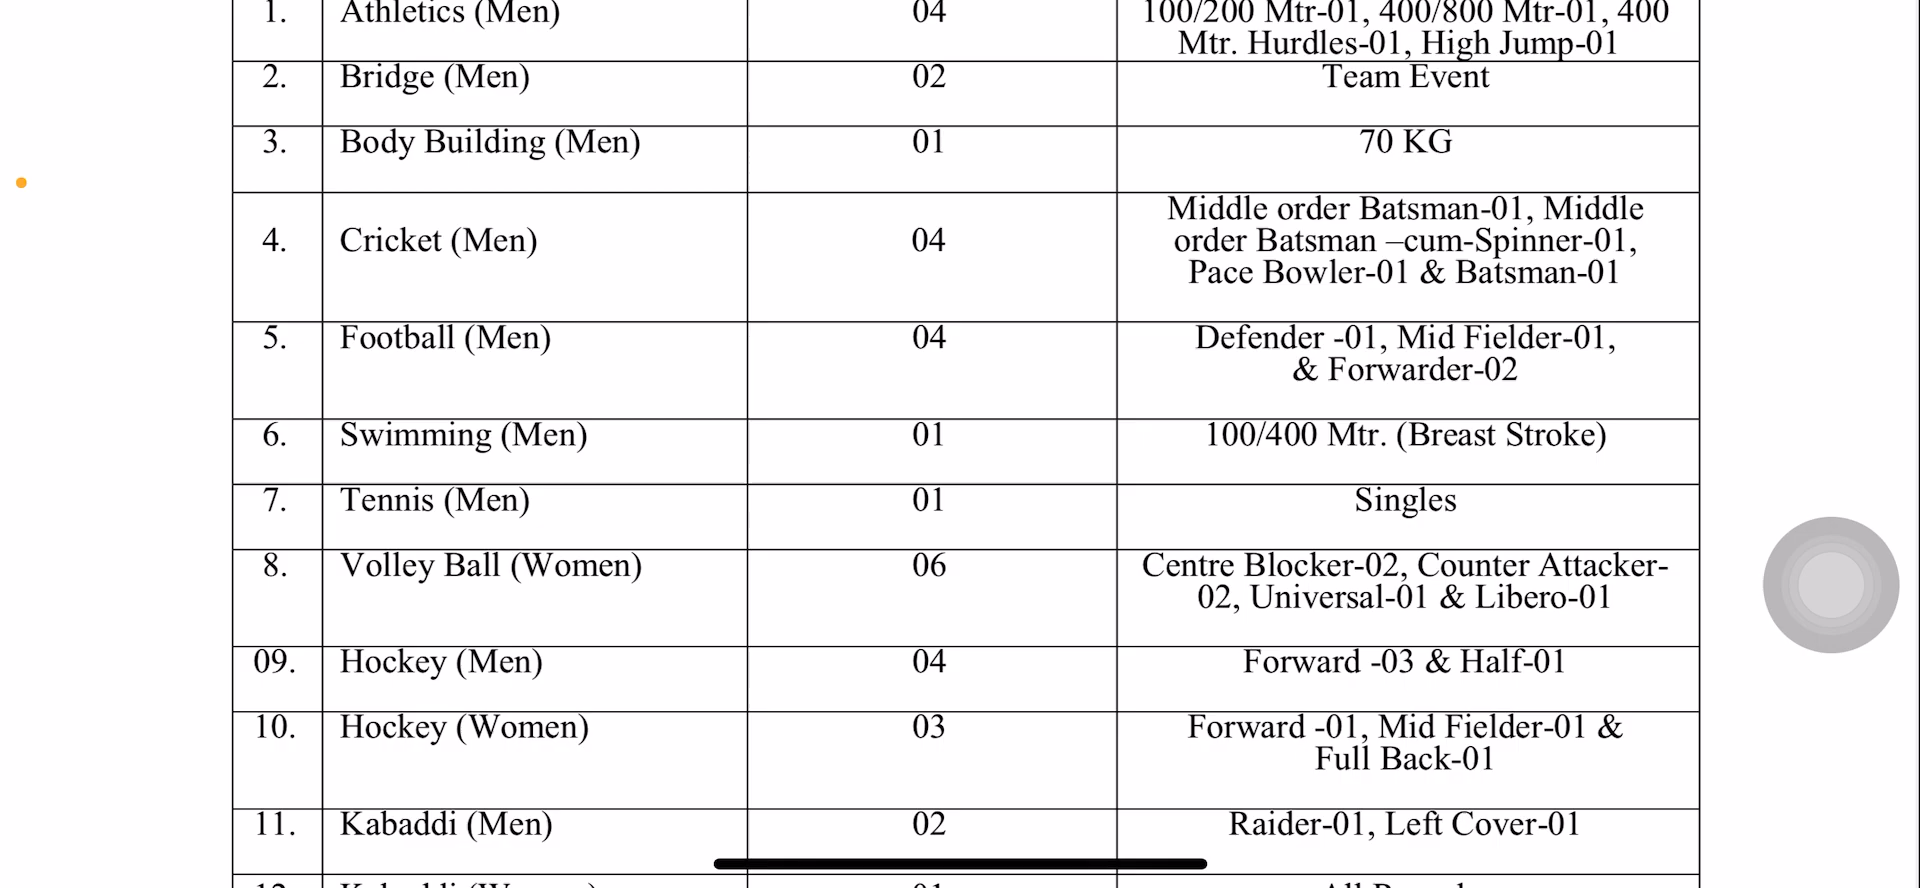 1. Athletics (Men) 04 100/200 Mtr-01, 400/800 Mtr-01, 400
Mtr. Hurdles-01, High Jump-01
2. Bridge (Men) 02 Team Event
3. Body Building (Men) 01 70 KG
Middle order Batsman-01, Middle
4. Cricket (Men) 04 order Batsman –cum-Spinner-01,
Pace Bowler-01 & Batsman-01
5. Football (Men) 04 Defender -01, Mid Fielder-01,
& Forwarder-02
6. Swimming (Men) 01 100/400 Mtr. (Breast Stroke)
7. Tennis (Men) 01 Singles
8. Volley Ball (Women) 06 Centre Blocker-02, Counter Attacker-
02, Universal-01 & Libero-01
09. Hockey (Men) 04 Forward -03 & Half-01
10. Hockey (Women) 03 Forward -01, Mid Fielder-01 &
Full Back-01
11. Kabaddi (Men) 02 Raider-01, Left Cover-01